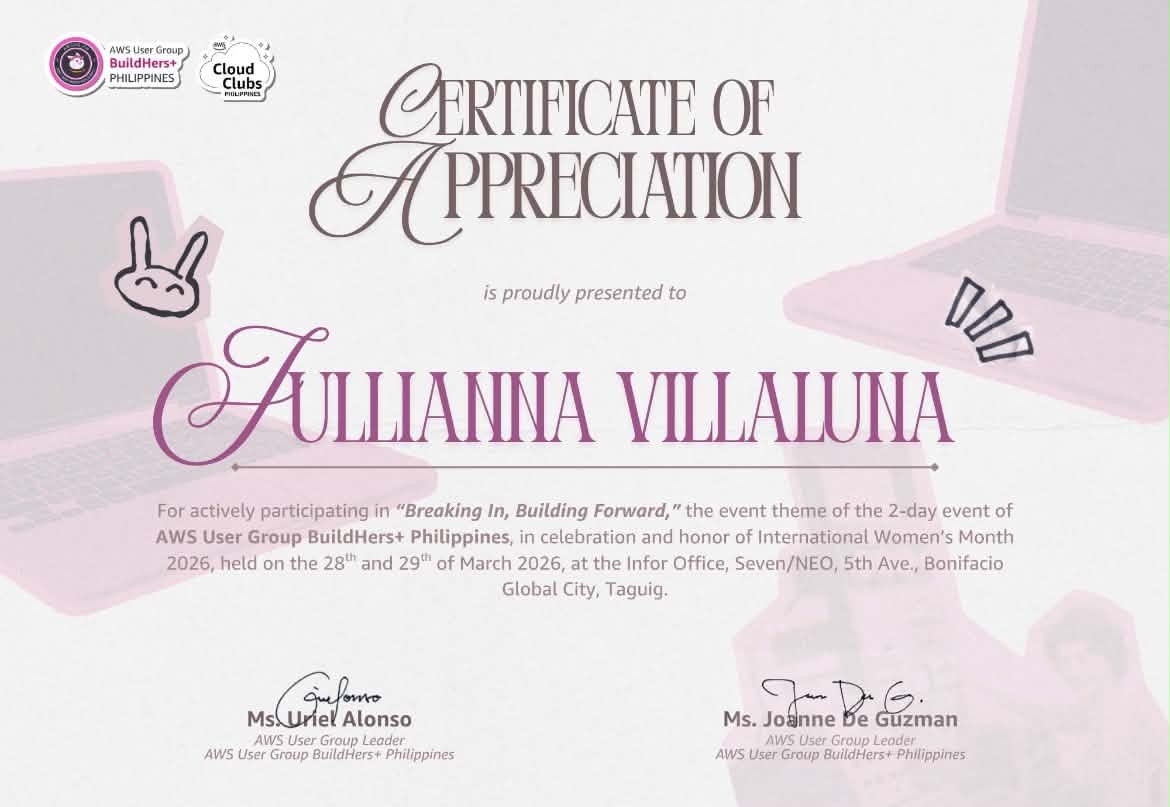 AWS User Group
BuildHers+
PHILIPPINES
aws
Cloud
Clubs
PHILIPPINES
CERTIFICATE OF
APPRECIATION
is proudly presented to
JULLIANNA VILLALUNA
For actively participating in “Breaking In, Building Forward,” the event theme of the 2-day event of
AWS User Group BuildHers+ Philippines, in celebration and honor of International Women’s Month
2026, held on the 28th and 29th of March 2026, at the Infor Office, Seven/NEO, 5th Ave., Bonifacio
Global City, Taguig.
Ms. Uriel Alonso
AWS User Group Leader
AWS User Group BuildHers+ Philippines
Ms. Joanne De Guzman
AWS User Group Leader
AWS User Group BuildHers+ Philippines